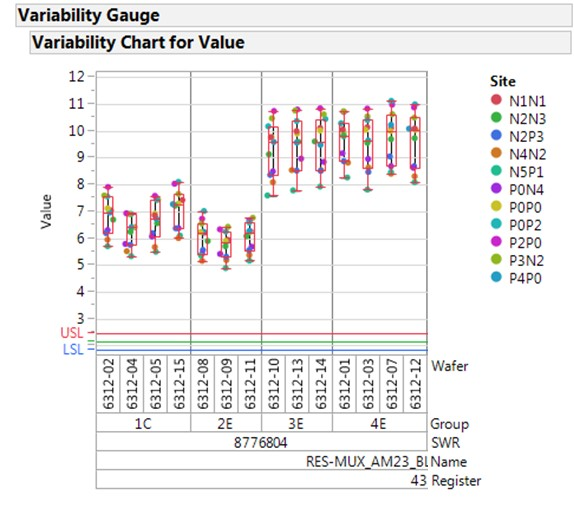 Variability Gauge
Variability Chart for Value
12
11
10
9
8
7
6
5
4
3
USL
LSL
Value
Site
N1N1
N2N3
N2P3
N4N2
N5P1
P0N4
P0P0
P0P2
P2P0
P3N2
P4P0
6312-02
6312-04
6312-05
6312-15
6312-08
6312-09
6312-11
6312-10
6312-13
6312-14
6312-01
6312-03
6312-07
6312-12
Wafer
1C 2E 3E 4E Group
8776804 SWR
RES-MUX_AM23_BL Name
43 Register